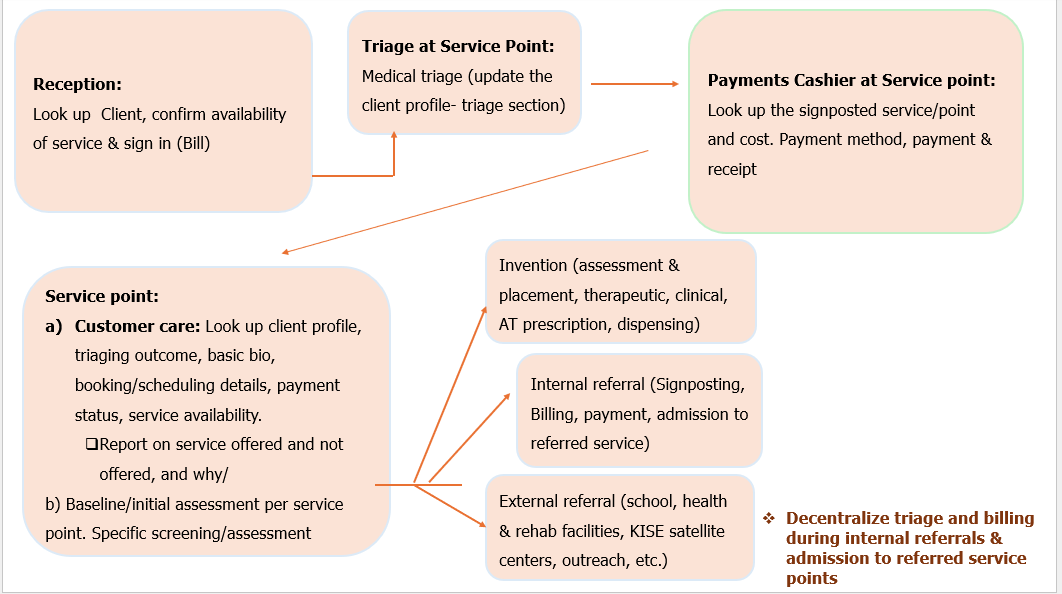 Reception:
Look up  Client, confirm availability
of service & sign in (Bill)
Triage at Service Point:
Medical triage (update the
client profile- triage section)
Payments Cashier at Service point:
Look up the signposted service/point
and cost. Payment method, payment &
receipt
Service point:
a) Customer care: Look up client profile,
triaging outcome, basic bio,
booking/scheduling details, payment
status, service availability.
❑Report on service offered and not
offered, and why/
b) Baseline/initial assessment per service
point. Specific screening/assessment
Invention (assessment &
placement, therapeutic, clinical,
AT prescription, dispensing)
Internal referral (Signposting,
Billing, payment, admission to
referred service)
External referral (school, health
& rehab facilities, KISE satellite
centers, outreach, etc.)
❖ Decentralize triage and billing
during internal referrals &
admission to referred service
points